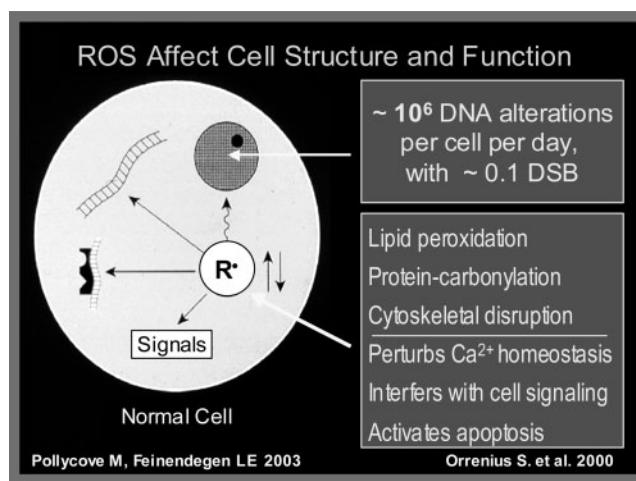 ROS Affect Cell Structure and Function
~ 10⁶ DNA alterations
per cell per day,
with ~ 0.1 DSB
R•
Signals
Normal Cell
Lipid peroxidation
Protein-carbonylation
Cytoskeletal disruption
Perturbs Ca²⁺ homeostasis
Interfers with cell signaling
Activates apoptosis
Pollycove M, Feinendegen LE 2003
Orrenius S. et al. 2000